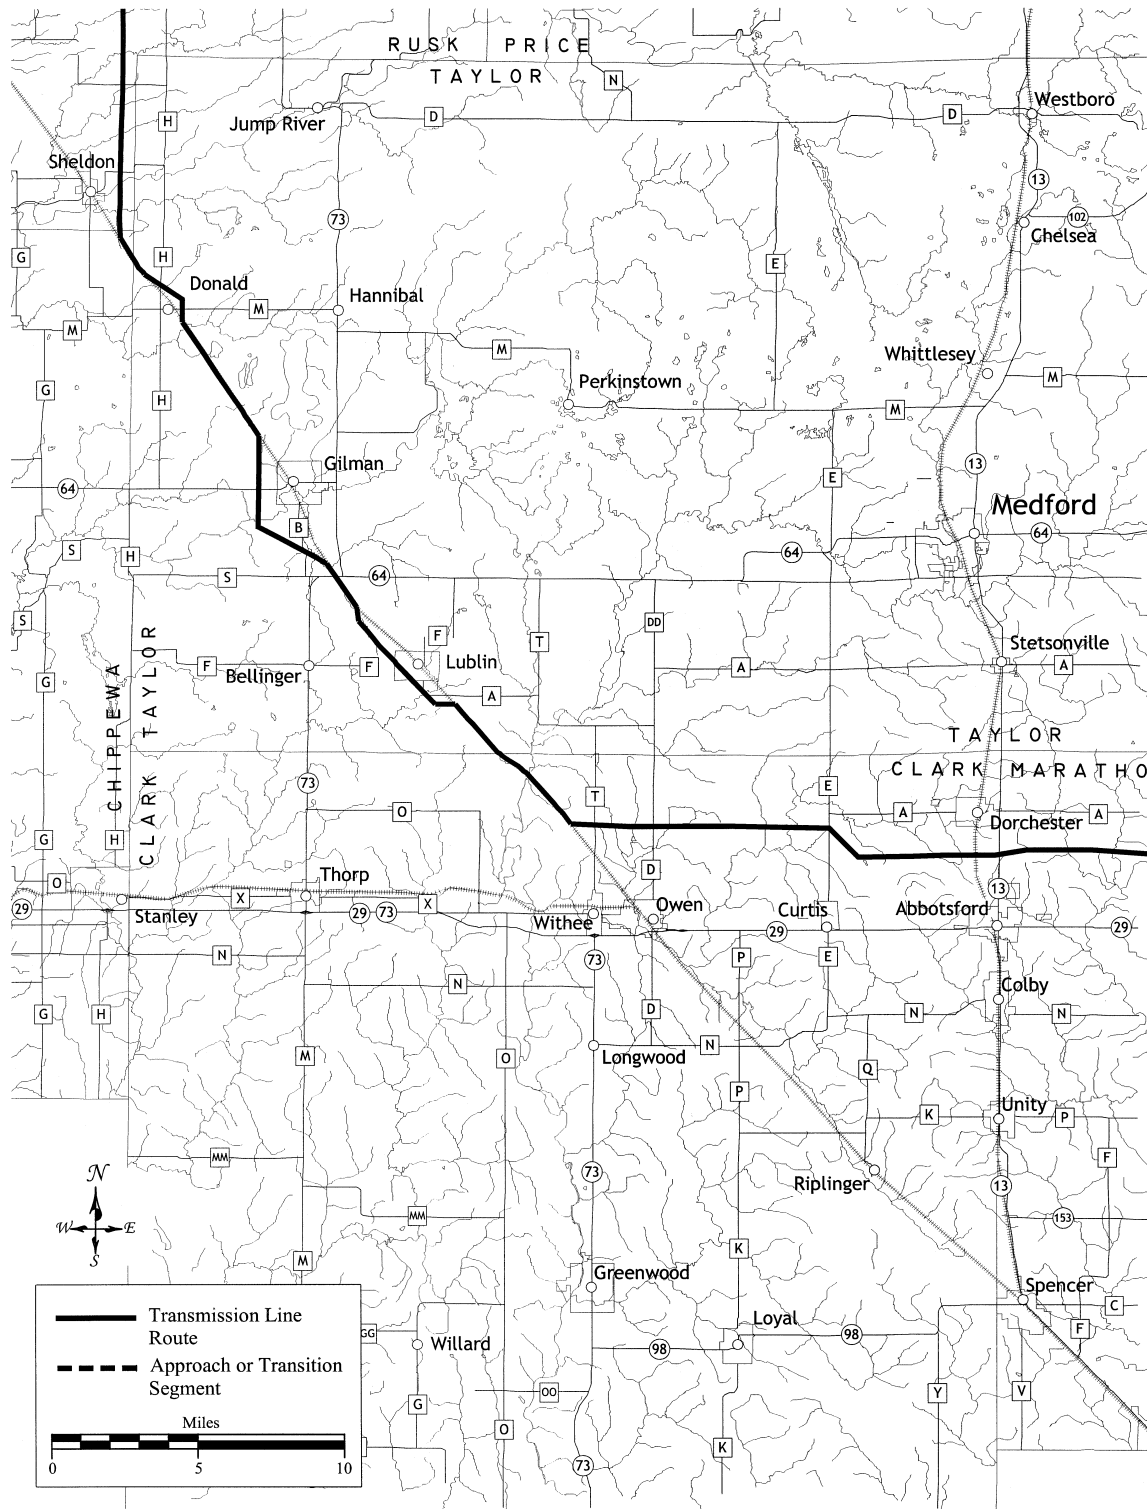 RUSK PRICE
TAYLOR
N
Westboro
H
Jump River
D
D
Sheldon
13
73
102
Chelsea
G
H
E
Donald
Hannibal
M
M
M
Whittlesey
M
G
H
Perkinstown
M
Gilman
13
E
64
Medford
B
64
S
H
64
S
64
S
DD
F
T
Stetsonville
F
Bellinger
F
Lublin
A
A
G
A
CHIPPEWA
CLARK TAYLOR
TAYLOR
CLARK MARATHO
73
E
T
O
A
A
Dorchester
G
H
Thorp
D
O
13
X
X
29
Stanley
29
73
Withee
Owen
Curtis
Abbotsford
29
29
N
73
P
E
N
Colby
G
H
D
N
N
M
O
Longwood
N
Q
P
Unity
K
P
MM
F
N
W E
S
73
Riplinger
13
MM
153
K
M
Greenwood
Spencer
C
Transmission Line
Route
Loyal
F
GG
Willard
98
98
Approach or Transition
Segment
OO
Y
V
G
Miles
O
K
0 5 10
73